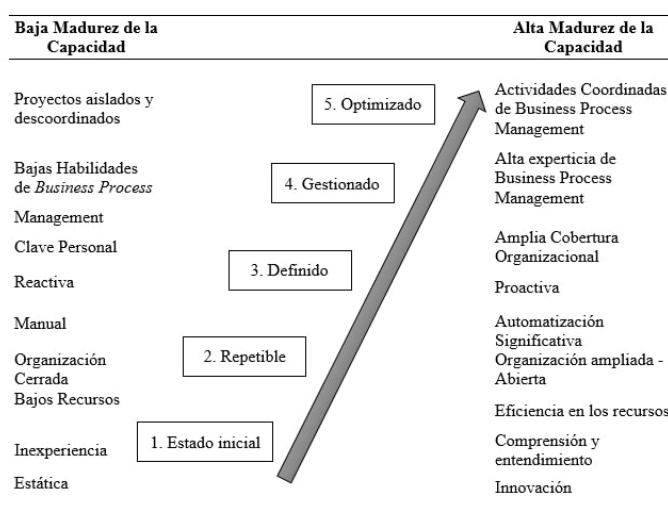 Baja Madurez de la
Capacidad
Alta Madurez de la
Capacidad
Proyectos aislados y
descoordinados
Bajas Habilidades
de Business Process
Management
Clave Personal
Reactiva
Manual
Organización
Cerrada
Bajos Recursos
Inexperiencia
Estática
5. Optimizado
4. Gestionado
3. Definido
2. Repetible
1. Estado inicial
Actividades Coordinadas
de Business Process
Management
Alta experticia de
Business Process
Management
Amplia Cobertura
Organizacional
Proactiva
Automatización
Significativa
Organización ampliada -
Abierta
Eficiencia en los recursos
Comprensión y
entendimiento
Innovación